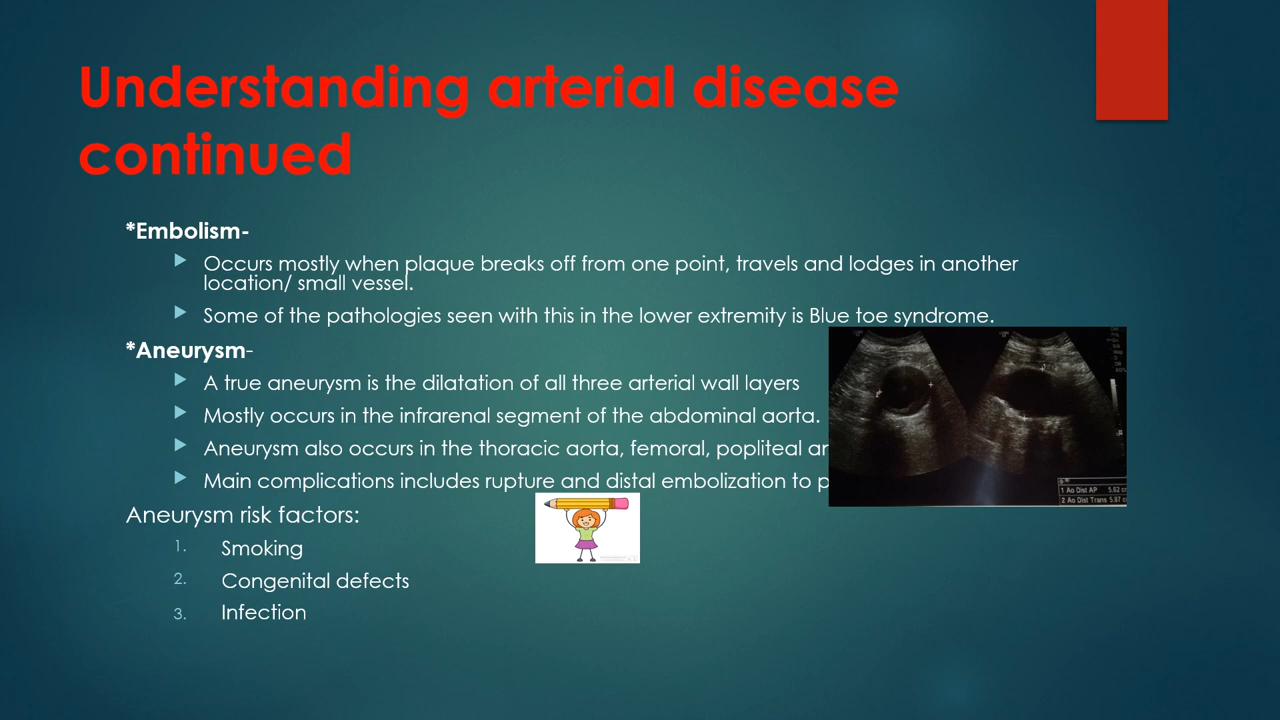 Understanding arterial disease
continued
*Embolism-
Occurs mostly when plaque breaks off from one point, travels and lodges in another
location/ small vessel.
Some of the pathologies seen with this in the lower extremity is Blue toe syndrome.
*Aneurysm-
A true aneurysm is the dilatation of all three arterial wall layers
Mostly occurs in the infrarenal segment of the abdominal aorta.
Aneurysm also occurs in the thoracic aorta, femoral, popliteal
Main complications includes rupture and distal embolization to
1 Ao Dist AP 5.62
2 Ao Dist Trans 5.87
Aneurysm risk factors:
1. Smoking
2. Congenital defects
3. Infection